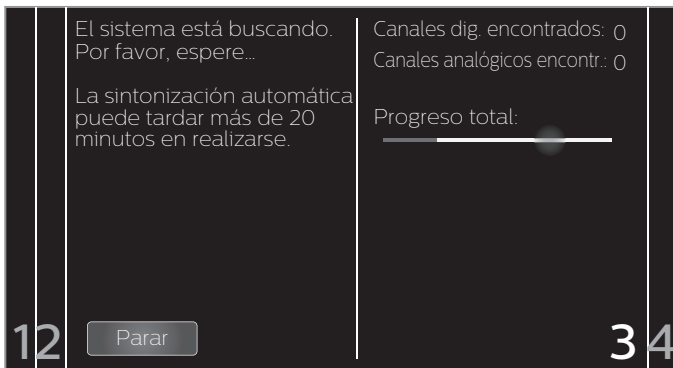 El sistema está buscando.
Por favor, espere...
La sintonización automática
puede tardar más de 20
minutos en realizarse.
Canales dig. encontrados: 0
Canales analógicos encontr.: 0
Progreso total:
Parar
1
2
3
4